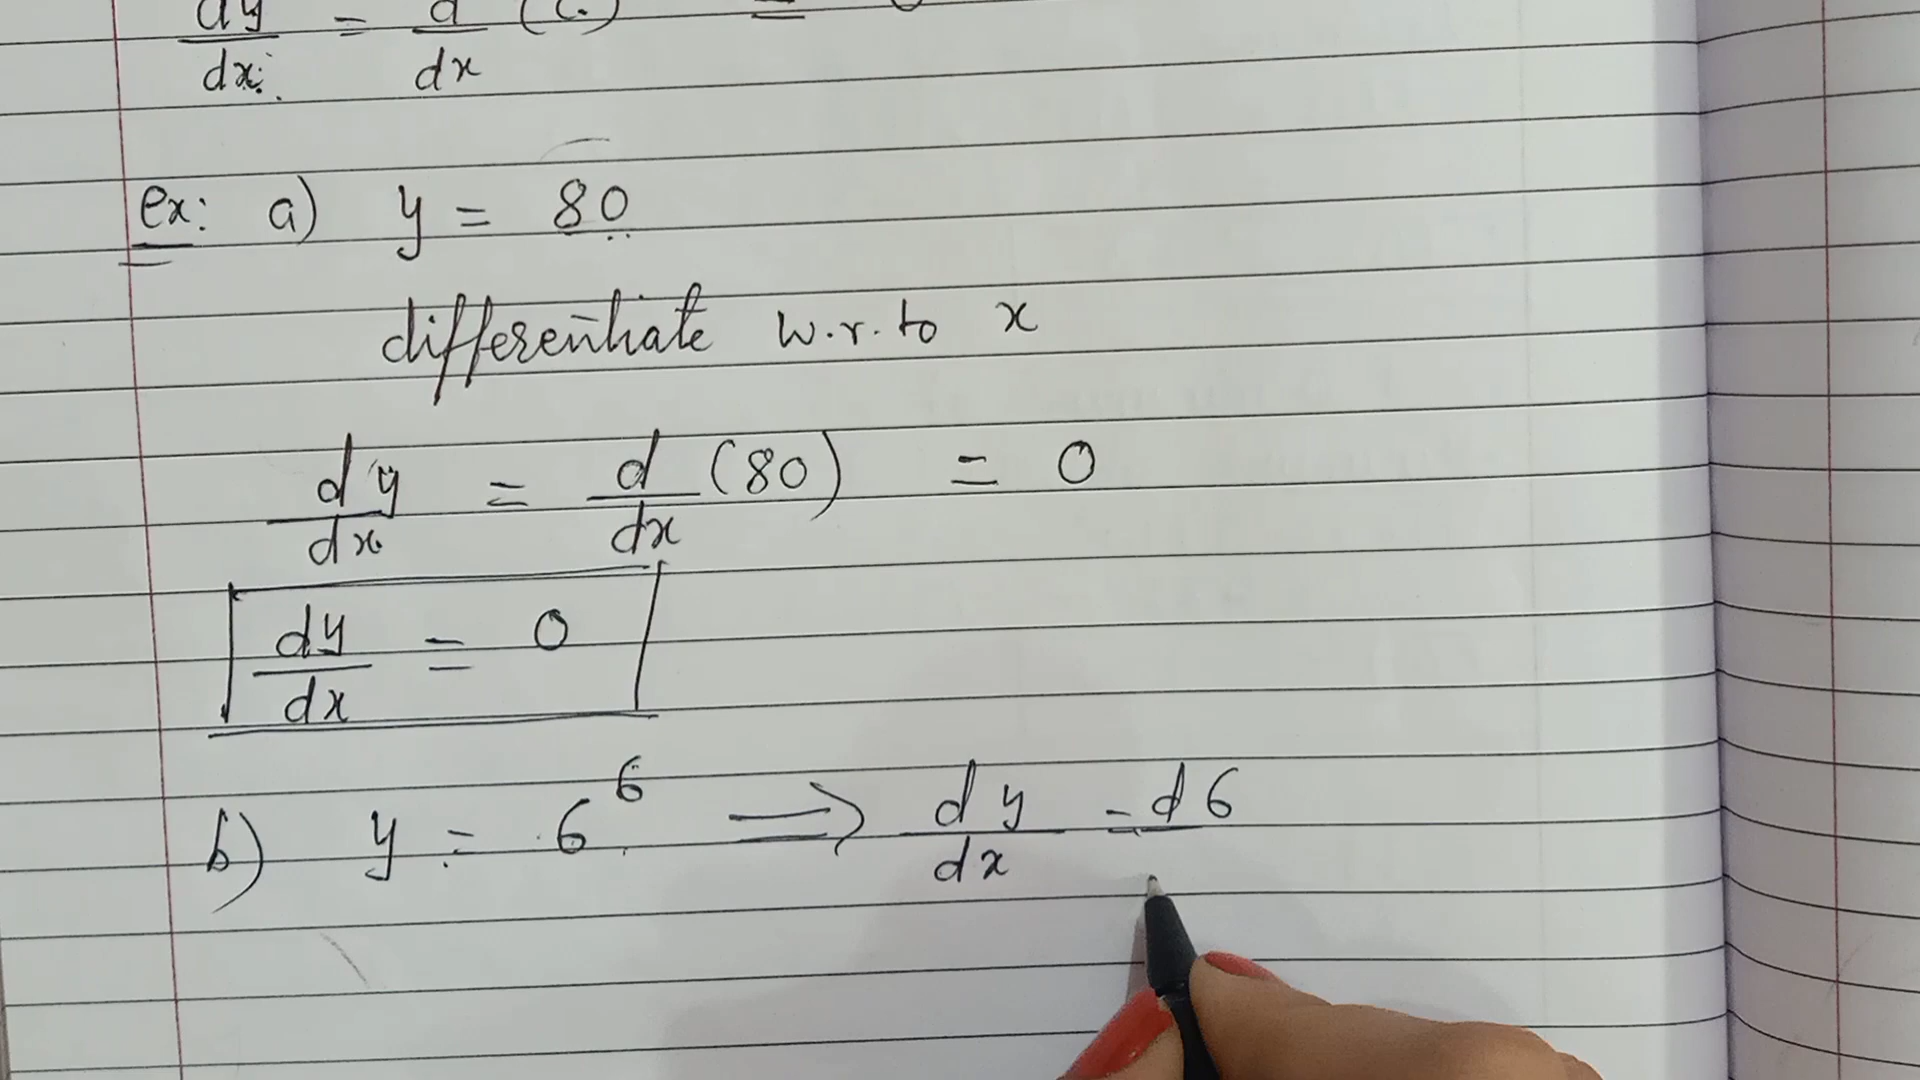 dy/dx = d/dx (c) = 0
ex: a) y = 80
differentiate w.r.to x
dy/dx = d/dx (80) = 0
dy/dx = 0
b) y = 6^6 ⇒ dy/dx = d6